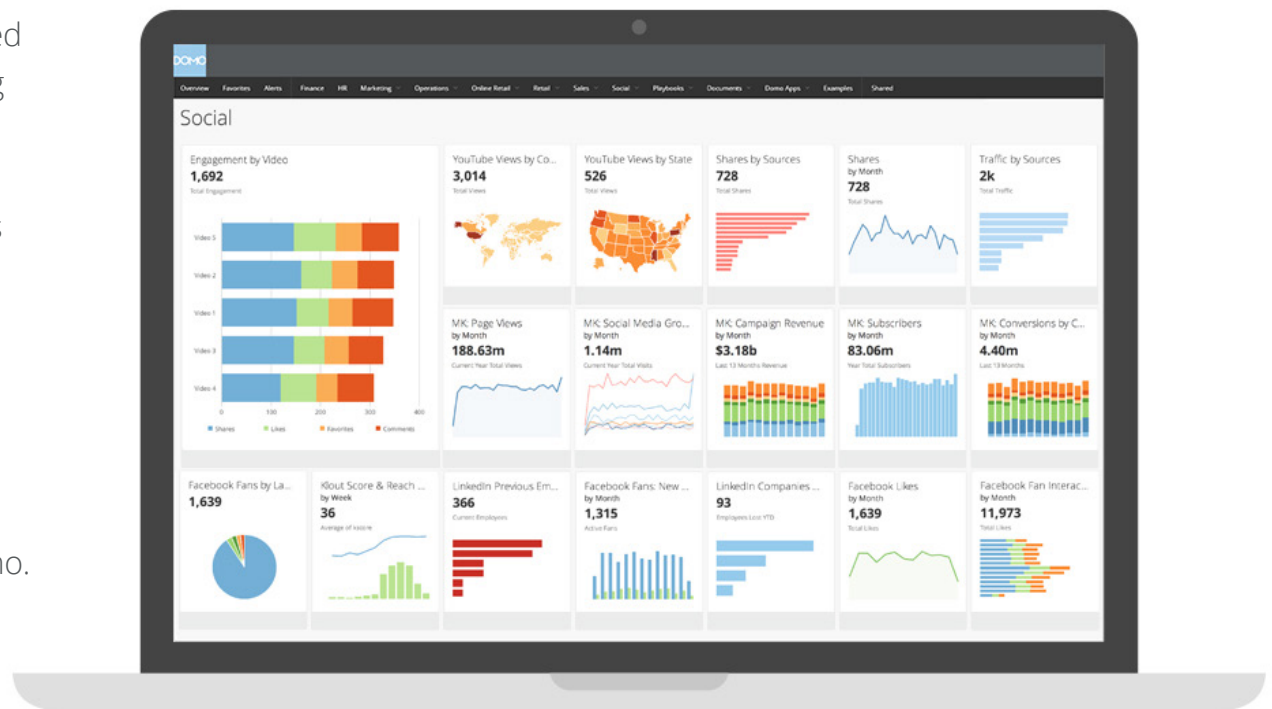 ed
g
s
no.
DOMO
Overview Favorites Alerts Finance HR Marketing Operations Online Retail Retail Sales Social Playbooks Documents Domo Apps Examples Shared
Social
Engagement by Video
1,692
Total Engagement
Video 5
Video 2
Video 1
Video 3
Video 4
0 100 200 300 400
Shares Likes Favorites Comments
YouTube Views by Co...
3,014
Total Views
YouTube Views by State
526
Total Views
Shares by Sources
728
Total Shares
Shares
by Month
728
Total Shares
Traffic by Sources
2k
Total Traffic
MK: Page Views
by Month
188.63m
Current Year Total Views
MK: Social Media Gro...
by Month
1.14m
Current Year Total Visits
MK: Campaign Revenue
by Month
$3.18b
Last 13 Months Revenue
MK: Subscribers
by Month
83.06m
Year Total Subscribers
MK: Conversions by C...
by Month
4.40m
Last 13 Months
Facebook Fans by La...
1,639
Klout Score & Reach ...
by Week
36
Average of kscore
LinkedIn Previous Em...
366
Current Employees
Facebook Fans: New ...
by Month
1,315
Active Fans
LinkedIn Companies ...
93
Employees Lost YTD
Facebook Likes
by Month
1,639
Total Likes
Facebook Fan Interac...
by Month
11,973
Total Likes